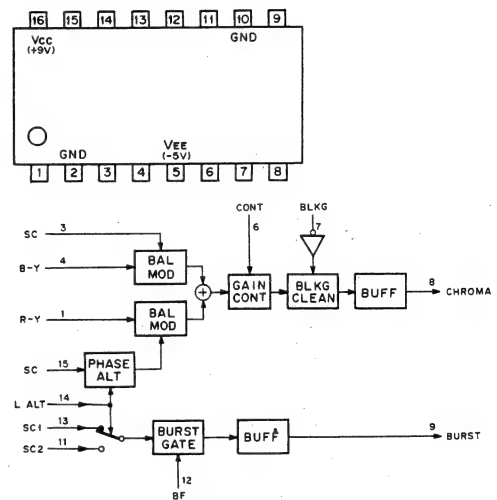 16 15 14 13 12 11 10 9
VCC GND
(+9V)
GND VEE
(-5V)
1 2 3 4 5 6 7 8
CONT BLKG
SC 3 6 7
B-Y 4 BAL
MOD
GAIN
CONT
BLKG
CLEAN
BUFF 8 CHROMA
R-Y 1 BAL
MOD
SC 15 PHASE
ALT
L ALT 14
SC1 13
SC2 11
BURST
GATE
BUFF 9 BURST
12
BF